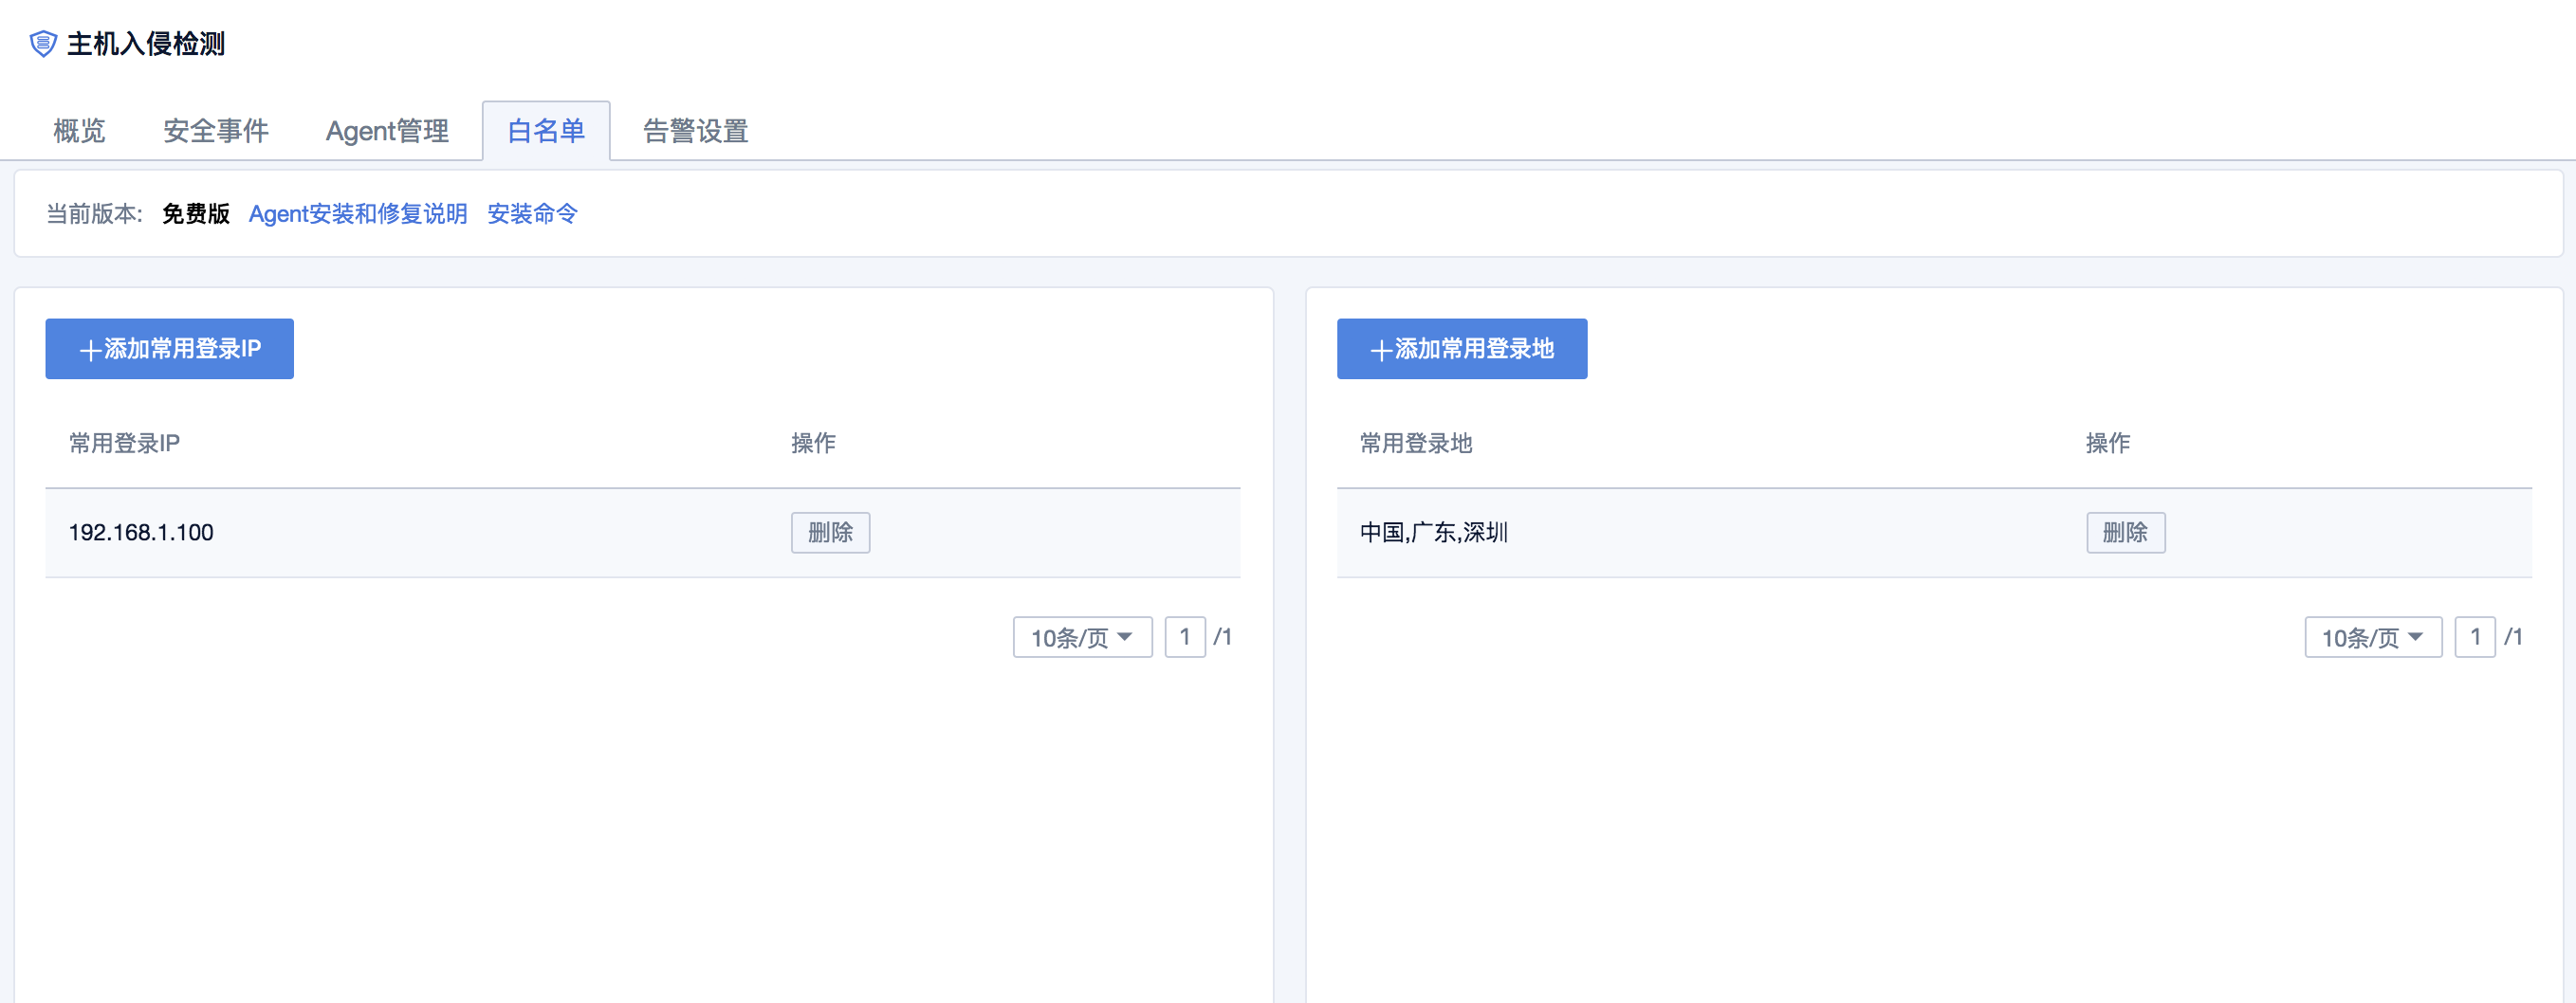 主机入侵检测
概览 安全事件 Agent管理 白名单 告警设置
当前版本: 免费版 Agent安装和修复说明 安装命令
+添加常用登录IP
常用登录IP 操作
192.168.1.100 删除
10条/页 1 /1
+添加常用登录地
常用登录地 操作
中国,广东,深圳 删除
10条/页 1 /1